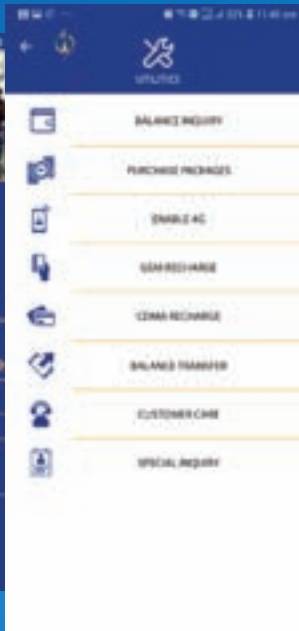 UTILITIES
BALANCE INQUIRY
PURCHASE PACKAGES
ENABLE 4G
GSM RECHARGE
CDMA RECHARGE
BALANCE TRANSFER
CUSTOMER CARE
SPECIAL INQUIRY